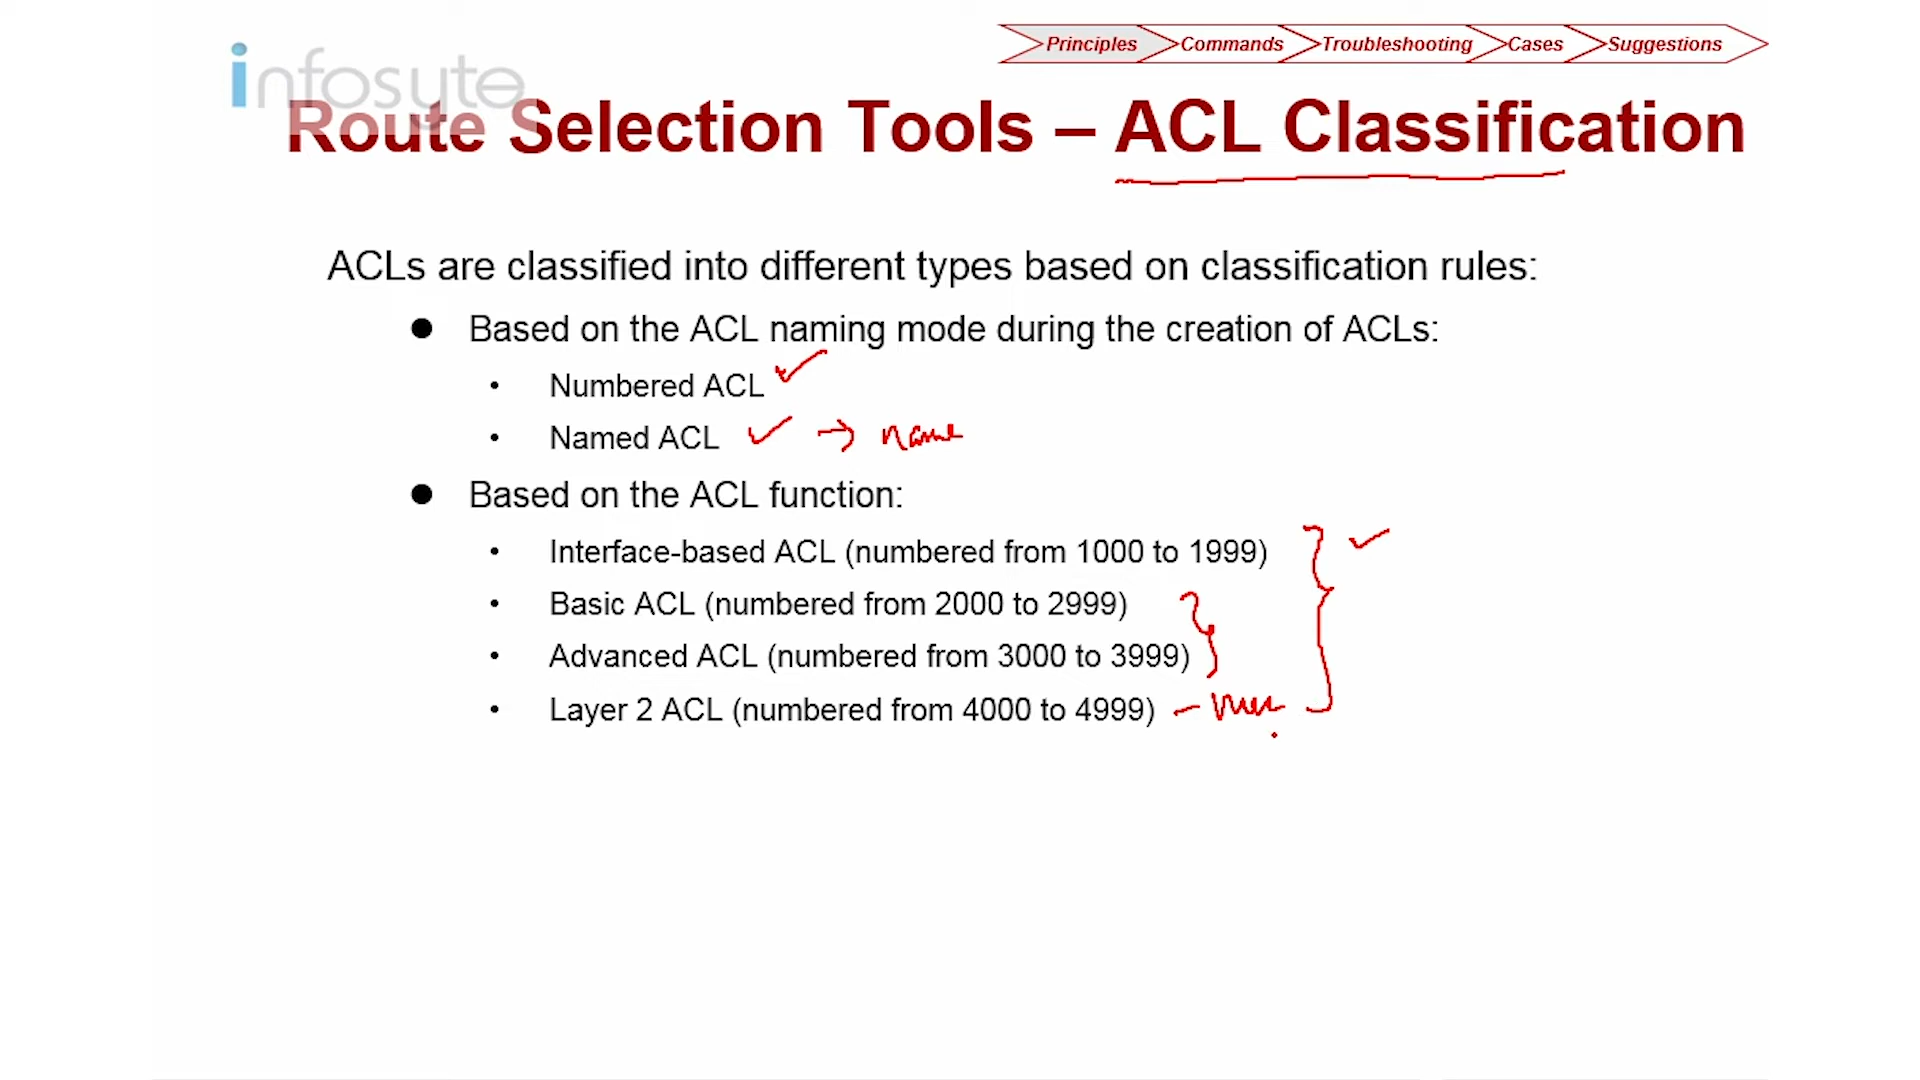 Principles Commands Troubleshooting Cases Suggestions
infosyte
Route Selection Tools – ACL Classification
ACLs are classified into different types based on classification rules:
● Based on the ACL naming mode during the creation of ACLs:
• Numbered ACL
• Named ACL → name
● Based on the ACL function:
• Interface-based ACL (numbered from 1000 to 1999)
• Basic ACL (numbered from 2000 to 2999)
• Advanced ACL (numbered from 3000 to 3999)
• Layer 2 ACL (numbered from 4000 to 4999) –